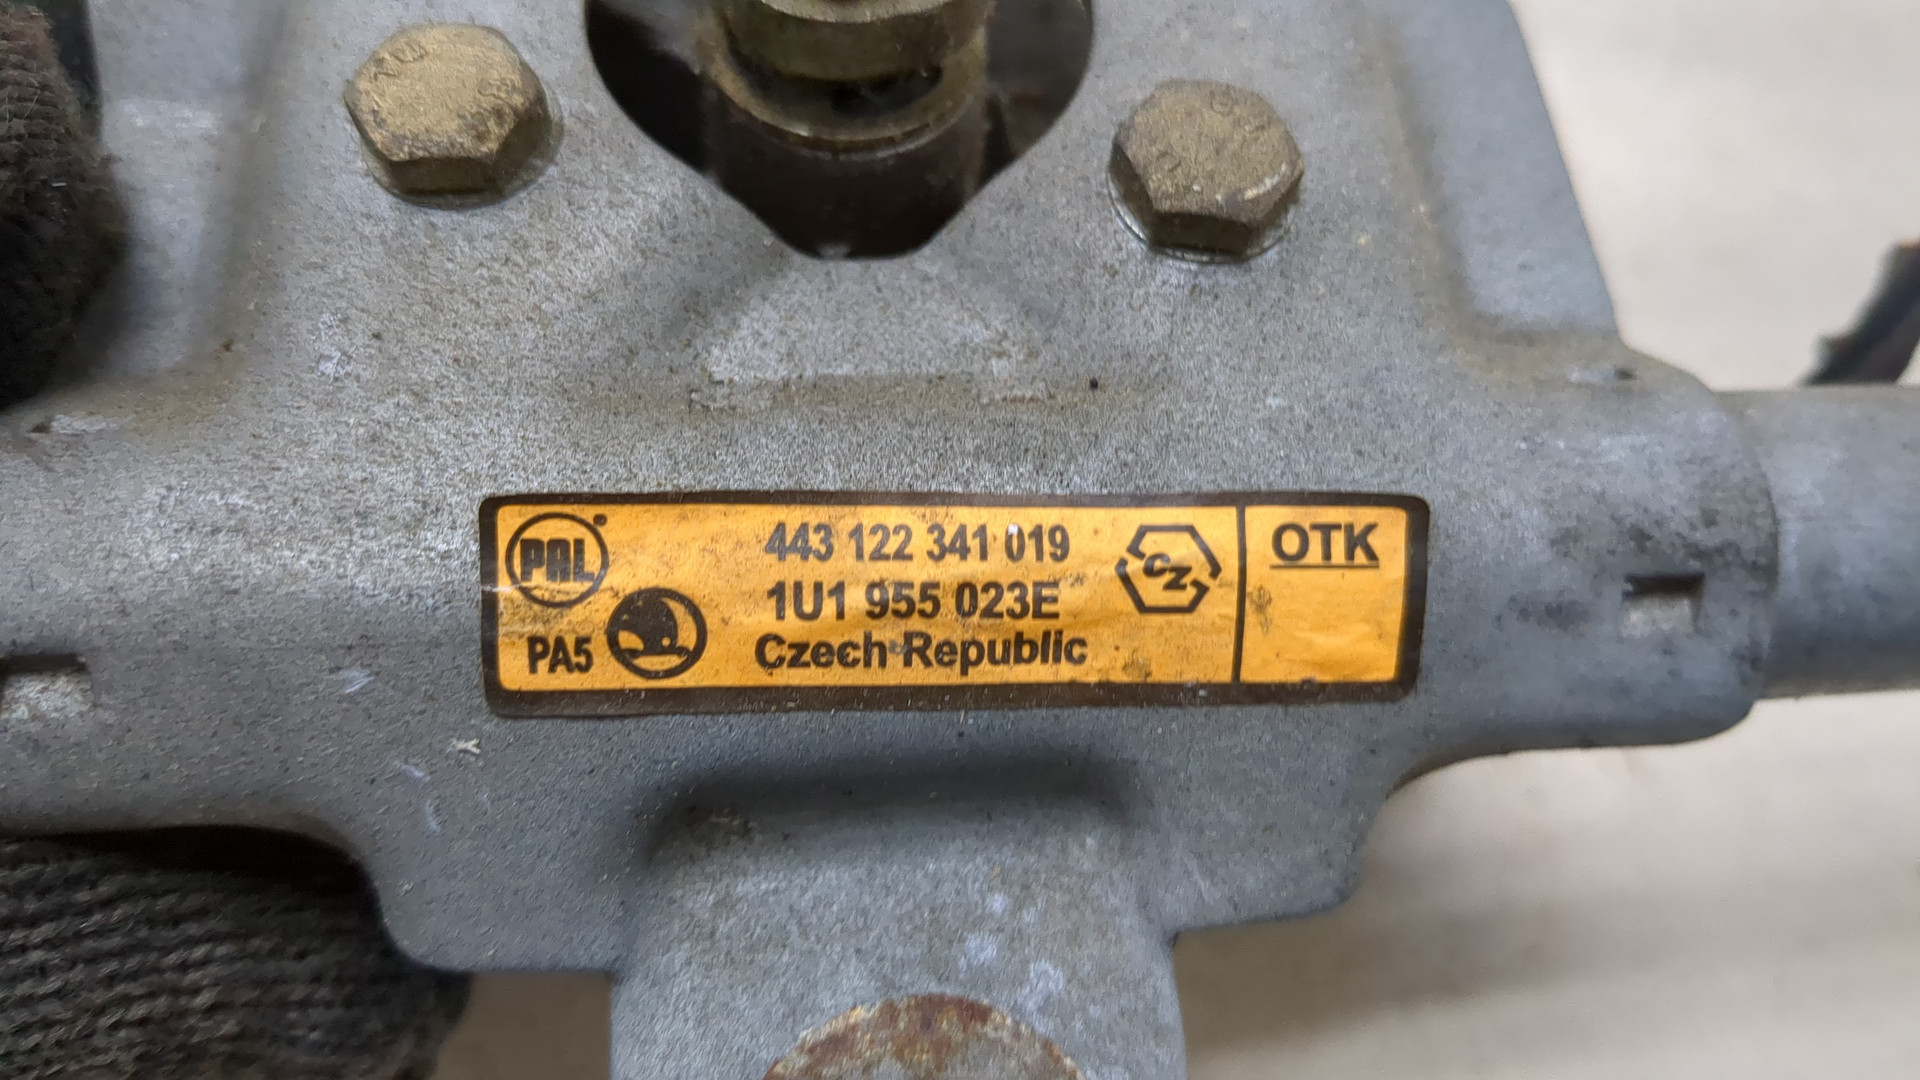 PAL
443 122 341 019
1U1 955 023E
PA5
Czech Republic
CZ
OTK